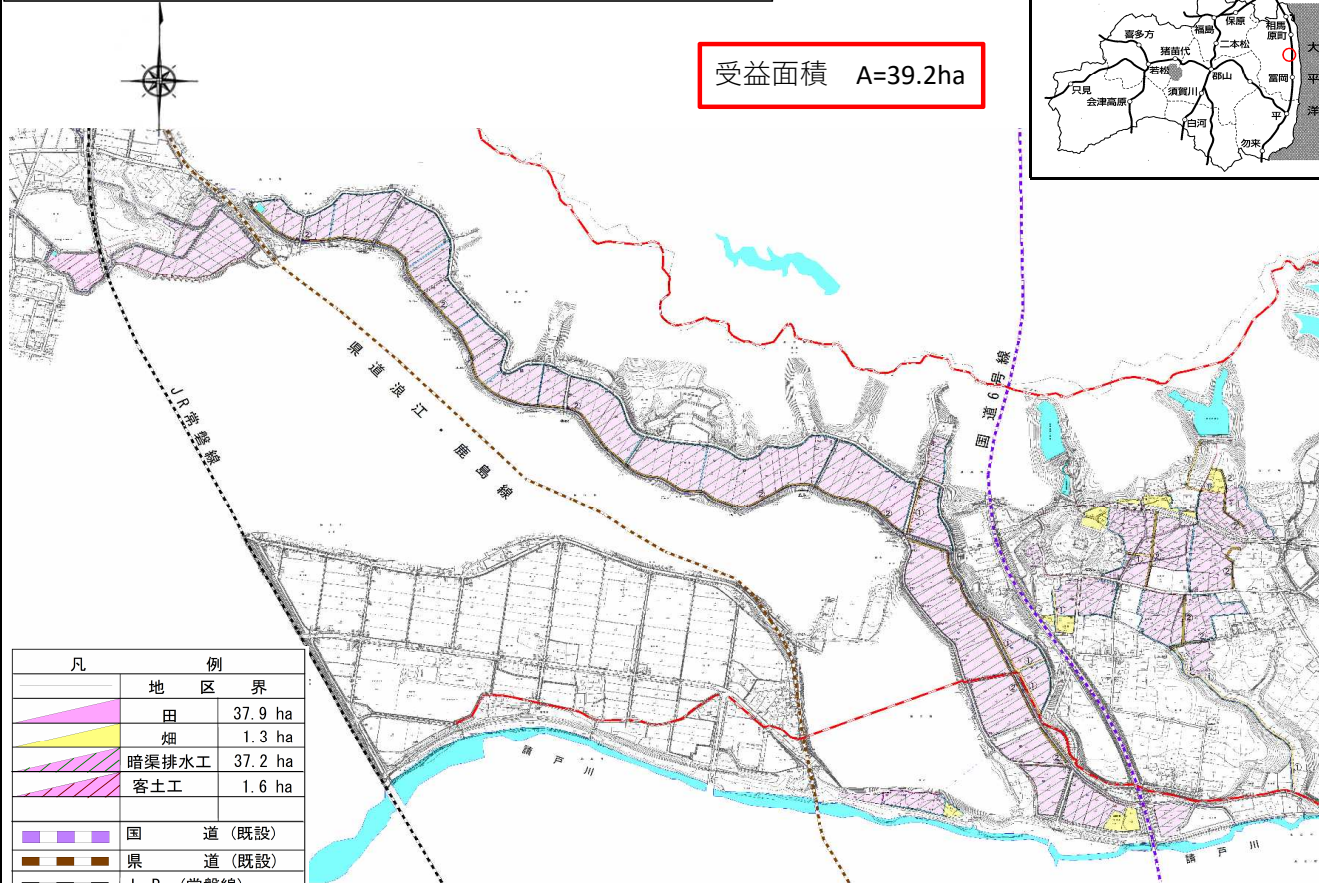 受益面積 A=39.2ha
喜多方
福島
保原
相馬
原町
二本松
猪苗代
若松
郡山
富岡
只見
会津高原
須賀川
白河
平
勿来
大平洋
県道浪江・鹿島線
JR常磐線
国道6号線
請戸川
請戸川
凡例
地区界
田 37.9 ha
畑 1.3 ha
暗渠排水工 37.2 ha
客土工 1.6 ha
国道(既設)
県道(既設)
JR(常磐線)